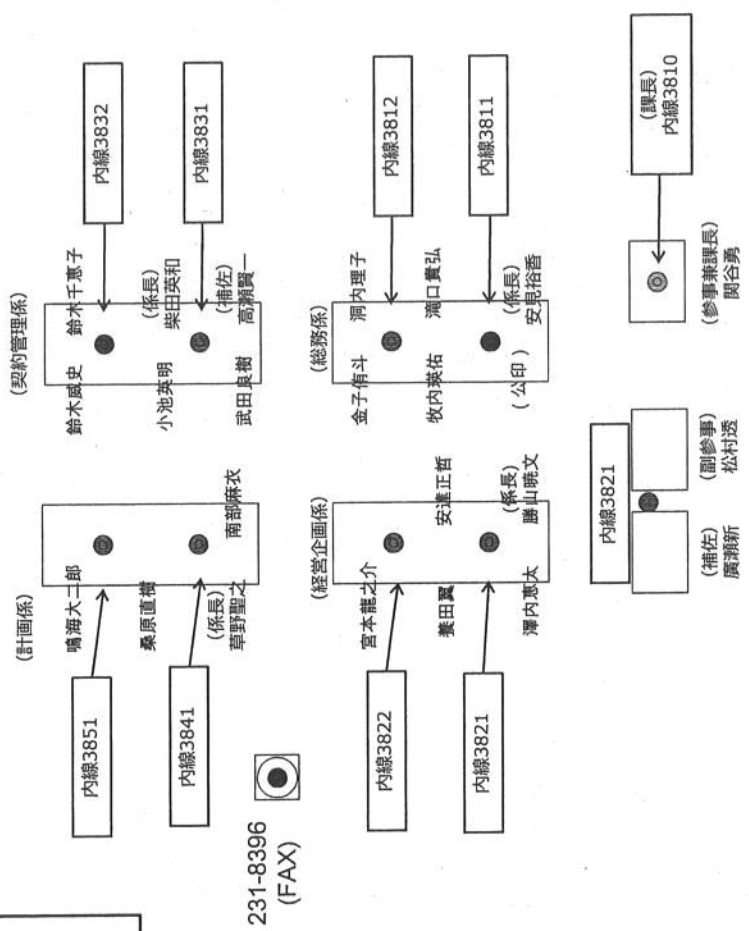 (計画係)
鳴海大二郎
桑原直樹
(係長)
草野聖之
南部麻衣
内線3851
内線3841
(契約管理係)
鈴木威史
鈴木千恵子
小池英明
(係長)
柴田英和
武田良樹
(補佐)
高瀬賢一
内線3832
内線3831
231-8396
(FAX)
(経営企画係)
宮本龍之介
安達正哲
養田翼
(係長)
勝山暁文
澤内恵太
内線3822
内線3821
(総務係)
金子侑斗
洞内理子
牧内瑛佑
滝口貴弘
(公印)
(係長)
安見裕香
内線3812
内線3811
内線3821
(補佐)
廣瀬新
(副参事)
松村透
(参事兼課長)
関谷勇
(課長)
内線3810